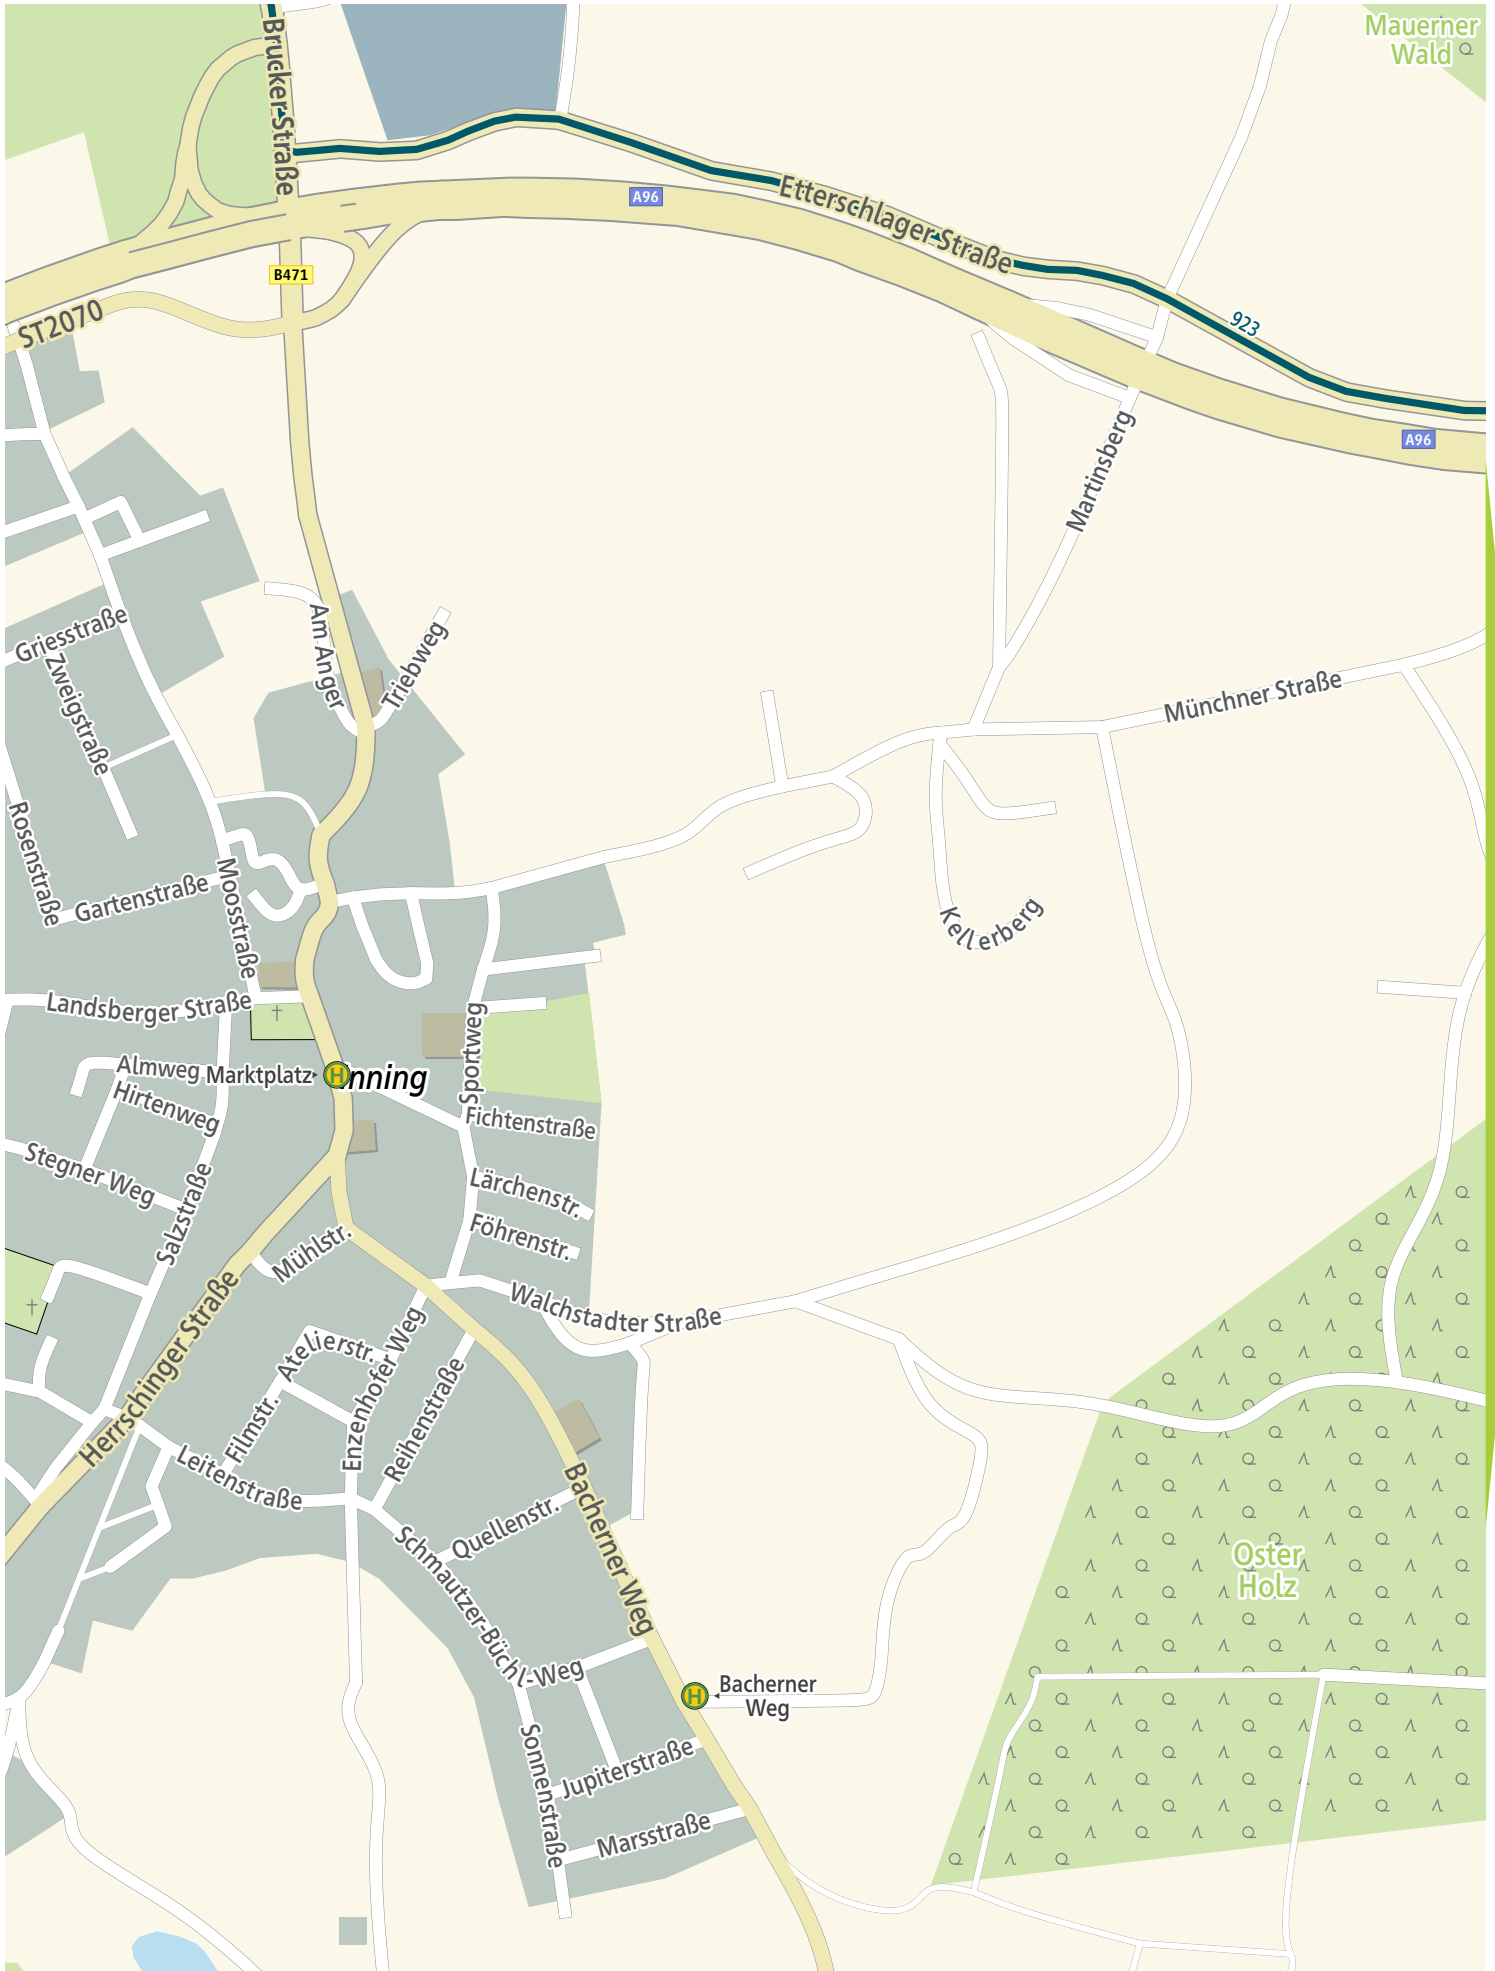 Mauerner
Wald
Brucker Straße
A96
Etterschlager Straße
B471
ST2070
923
A96
Martinsberg
Am Anger
Triebweg
Griesstraße
Zweigstraße
Münchner Straße
Rosenstraße
Gartenstraße
Moosstraße
Kellerberg
Landsberger Straße
Sportweg
Almweg
Marktplatz
H
Inning
Hirtenweg
Fichtenstraße
Stegner Weg
Lärchenstr.
Salzstraße
Föhrenstr.
Mühlstr.
Walchstadter Straße
Herrschinger Straße
Atelierstr.
Enzenhofer Weg
Reihenstraße
Filmstr.
Leitenstraße
Quellenstr.
Bacherner Weg
Schmautzer-Büchl-Weg
Oster
Holz
H
Bacherner
Weg
Sonnenstraße
Jupiterstraße
Marsstraße